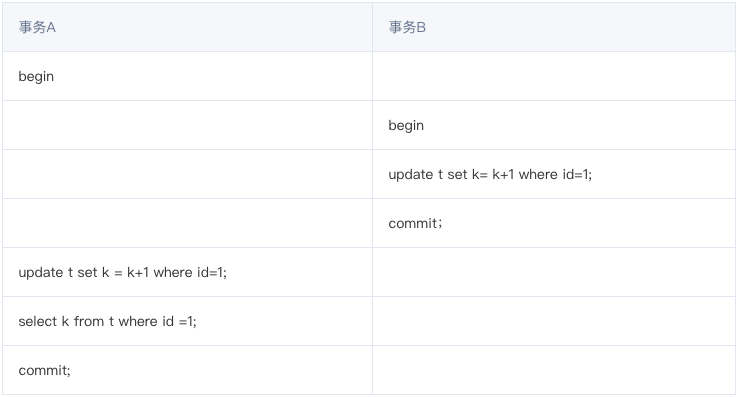 事务A
事务B
begin
begin
update t set k= k+1 where id=1;
commit；
update t set k = k+1 where id=1;
select k from t where id =1;
commit;